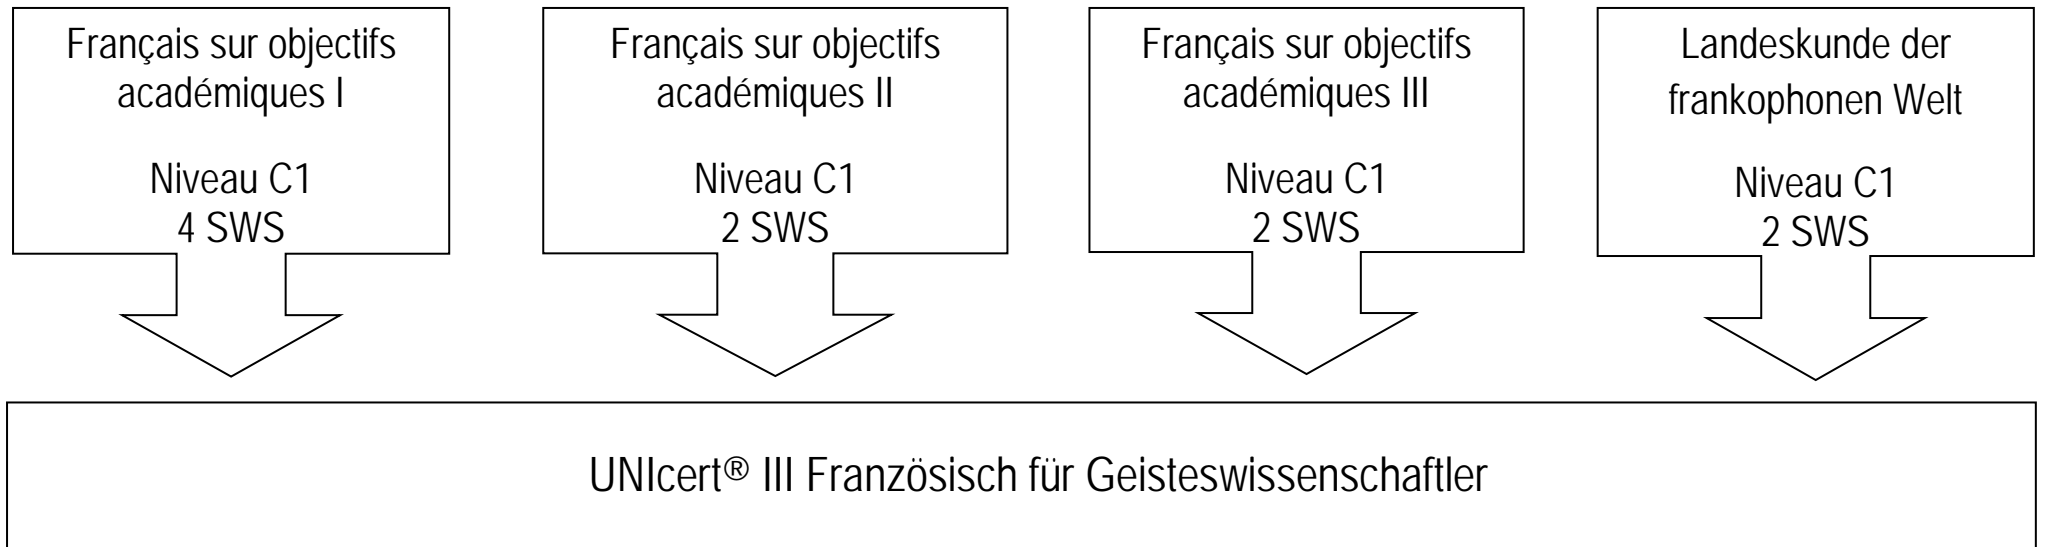 Français sur objectifs
académiques I
Niveau C1
4 SWS
Français sur objectifs
académiques II
Niveau C1
2 SWS
Français sur objectifs
académiques III
Niveau C1
2 SWS
Landeskunde der
frankophonen Welt
Niveau C1
2 SWS
UNIcert® III Französisch für Geisteswissenschaftler